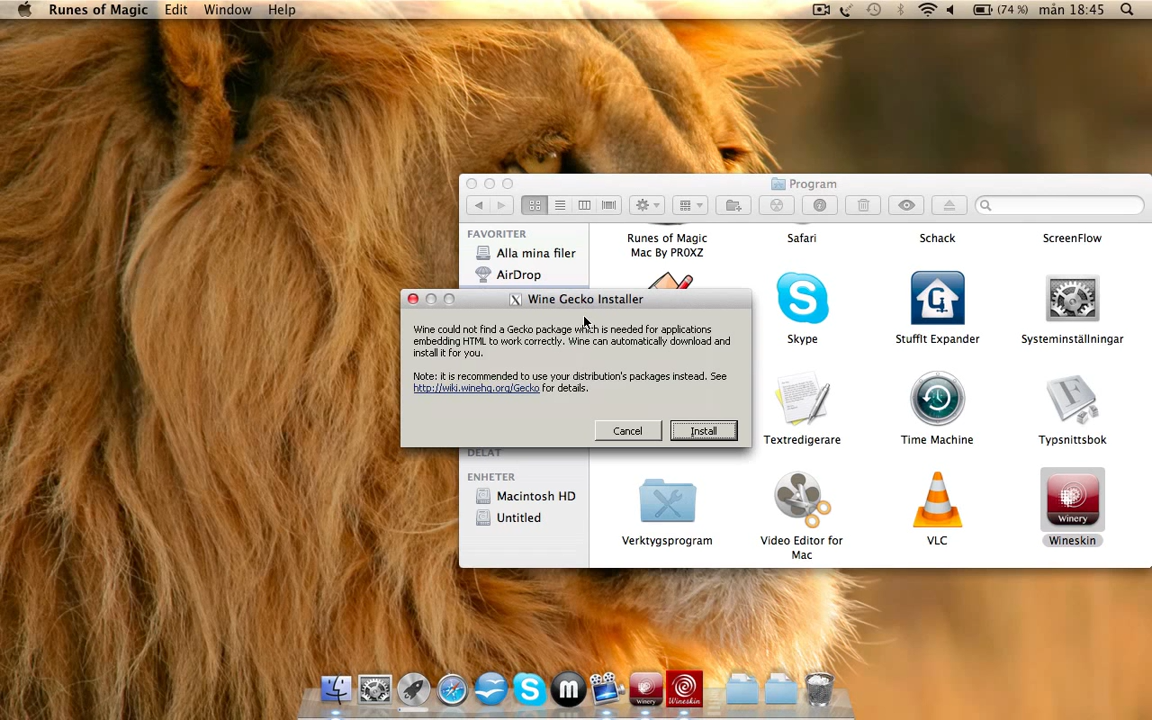 Runes of Magic Edit Window Help
(74 %) mån 18:45
Program
FAVORITER
Alla mina filer
AirDrop
DELAT
ENHETER
Macintosh HD
Untitled
Runes of Magic
Mac By PR0XZ
Safari
Schack
ScreenFlow
Skype
StuffIt Expander
Systeminställningar
Textredigerare
Time Machine
Typsnittsbok
Verktygsprogram
Video Editor for
Mac
VLC
Winery
Wineskin
Wine Gecko Installer
Wine could not find a Gecko package which is needed for applications
embedding HTML to work correctly. Wine can automatically download and
install it for you.
Note: it is recommended to use your distribution's packages instead. See
http://wiki.winehq.org/Gecko for details.
Cancel
Install
Winery
Wineskin